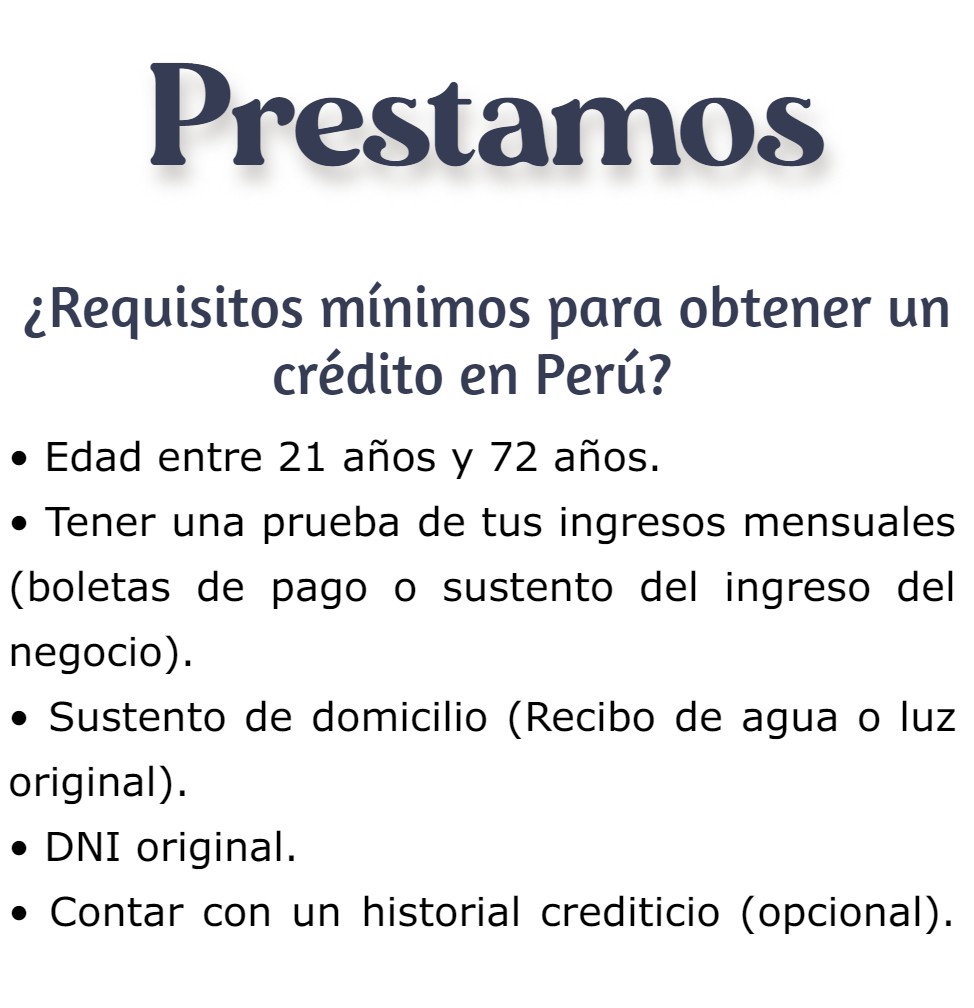 Prestamos
¿Requisitos mínimos para obtener un
crédito en Perú?
• Edad entre 21 años y 72 años.
• Tener una prueba de tus ingresos mensuales
(boletas de pago o sustento del ingreso del
negocio).
• Sustento de domicilio (Recibo de agua o luz
original).
• DNI original.
• Contar con un historial crediticio (opcional).